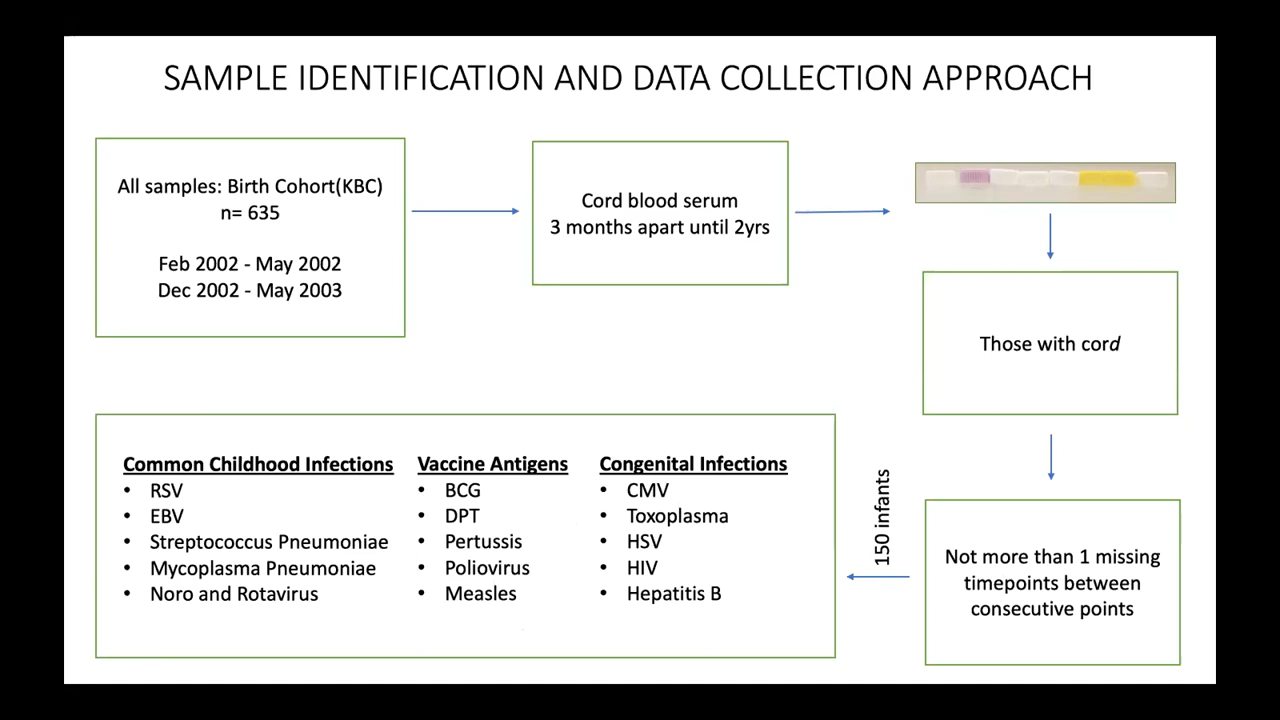 SAMPLE IDENTIFICATION AND DATA COLLECTION APPROACH
All samples: Birth Cohort(KBC)
n= 635
Feb 2002 - May 2002
Dec 2002 - May 2003
Cord blood serum
3 months apart until 2yrs
Those with cord
Not more than 1 missing
timepoints between
consecutive points
150 infants
Common Childhood Infections
• RSV
• EBV
• Streptococcus Pneumoniae
• Mycoplasma Pneumoniae
• Noro and Rotavirus
Vaccine Antigens
• BCG
• DPT
• Pertussis
• Poliovirus
• Measles
Congenital Infections
• CMV
• Toxoplasma
• HSV
• HIV
• Hepatitis B